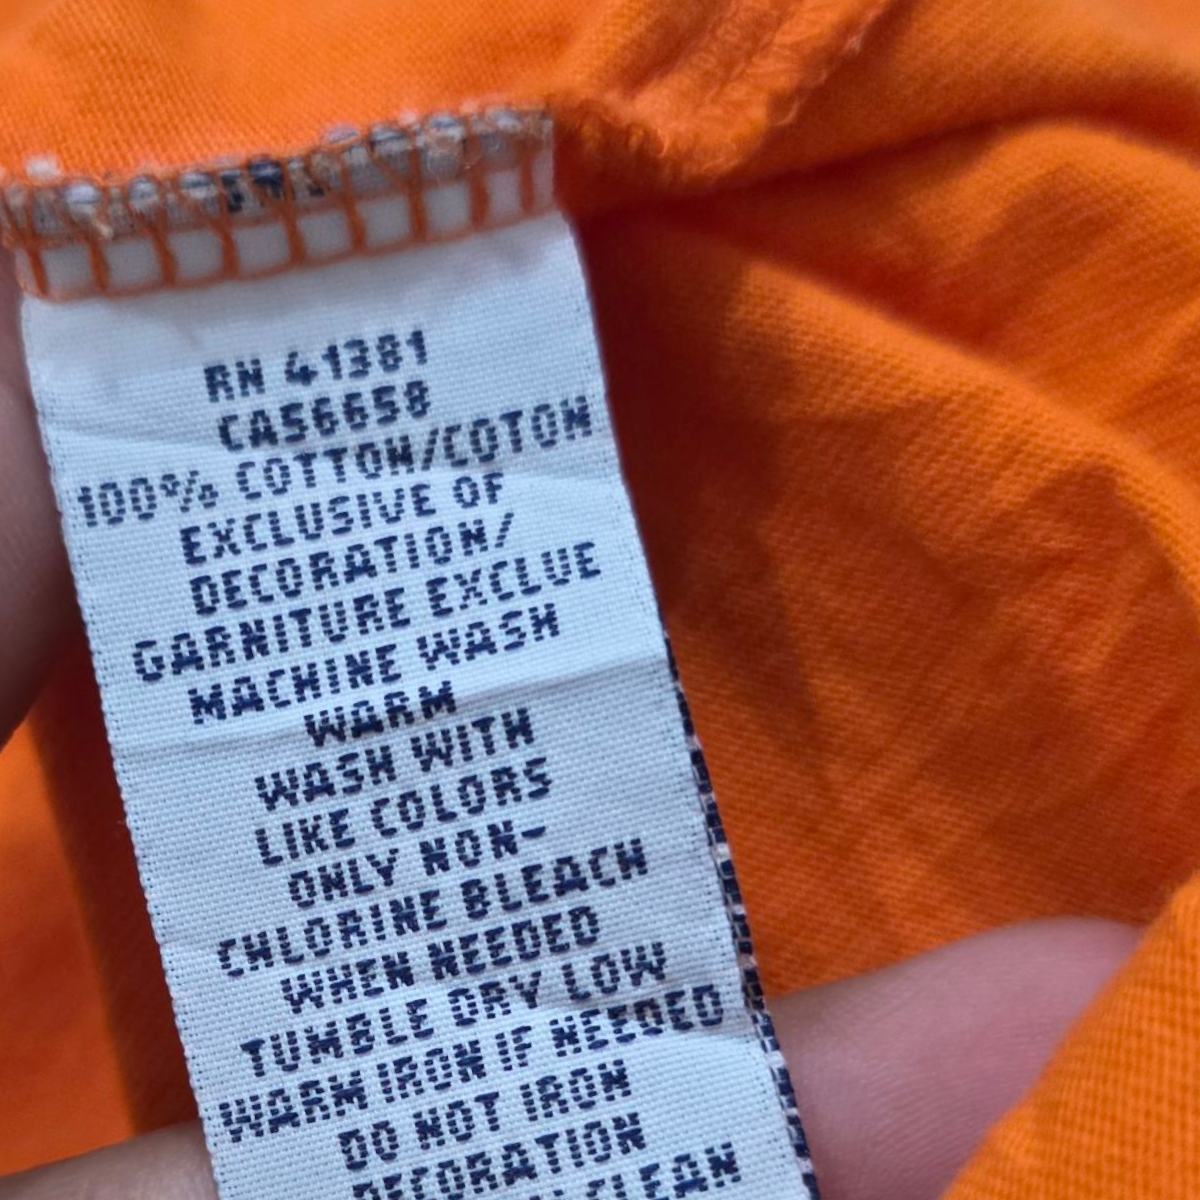 RN 41381
CA56658
100% COTTON/COTON
EXCLUSIVE OF
DECORATION/
GARNITURE EXCLUE
MACHINE WASH
WARM
WASH WITH
LIKE COLORS
ONLY NON-
CHLORINE BLEACH
WHEN NEEDED
TUMBLE DRY LOW
WARM IRON IF NEEDED
DO NOT IRON
DECORATION
CLEAN